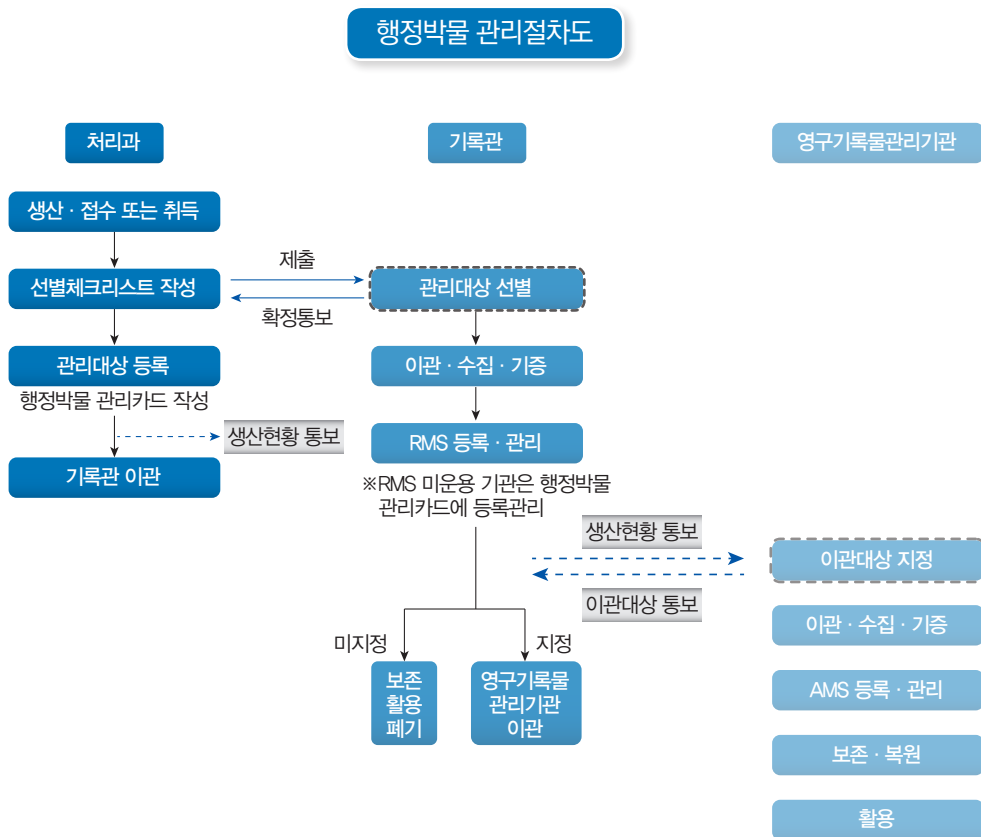 행정박물 관리절차도
처리과
기록관
영구기록물관리기관
생산 · 접수 또는 취득
선별체크리스트 작성
제출
확정통보
관리대상 선별
관리대상 등록
행정박물 관리카드 작성
생산현황 통보
기록관 이관
이관 · 수집 · 기증
RMS 등록 · 관리
※RMS 미운용 기관은 행정박물
관리카드에 등록관리
생산현황 통보
이관대상 통보
미지정
지정
보존
활용
폐기
영구기록물
관리기관
이관
이관대상 지정
이관 · 수집 · 기증
AMS 등록 · 관리
보존 · 복원
활용